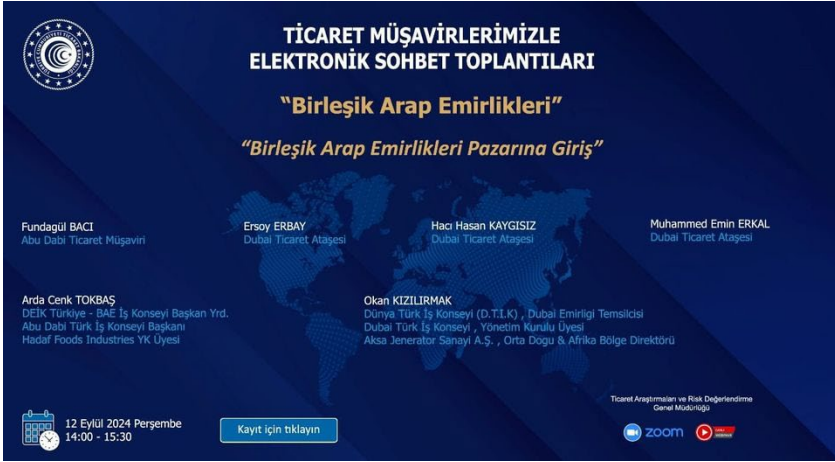 TİCARET MÜŞAVİRLERİMİZLE
ELEKTRONİK SOHBET TOPLANTILARI
“Birleşik Arap Emirlikleri”
“Birleşik Arap Emirlikleri Pazarına Giriş”
Fundagül BACI
Abu Dabi Ticaret Müşaviri
Ersoy ERBAY
Dubai Ticaret Ataşesi
Hacı Hasan KAYGISIZ
Dubai Ticaret Ataşesi
Muhammed Emin ERKAL
Dubai Ticaret Ataşesi
Arda Cenk TOKBAŞ
DEİK Türkiye - BAE İş Konseyi Başkan Yrd.
Abu Dabi Türk İş Konseyi Başkanı
Hadaf Foods Industries YK Üyesi
Okan KIZILIRMAK
Dünya Türk İş Konseyi (D.T.I.K) , Dubai Emirligi Temsilcisi
Dubai Türk İş Konseyi , Yönetim Kurulu Üyesi
Aksa Jeneratör Sanayi A.Ş. , Orta Dogu & Afrika Bölge Direktörü
12 Eylül 2024 Perşembe
14:00 - 15:30
Kayıt için tıklayın
Ticaret Araştırmaları ve Risk Değerlendirme
Genel Müdürlüğü
zoom